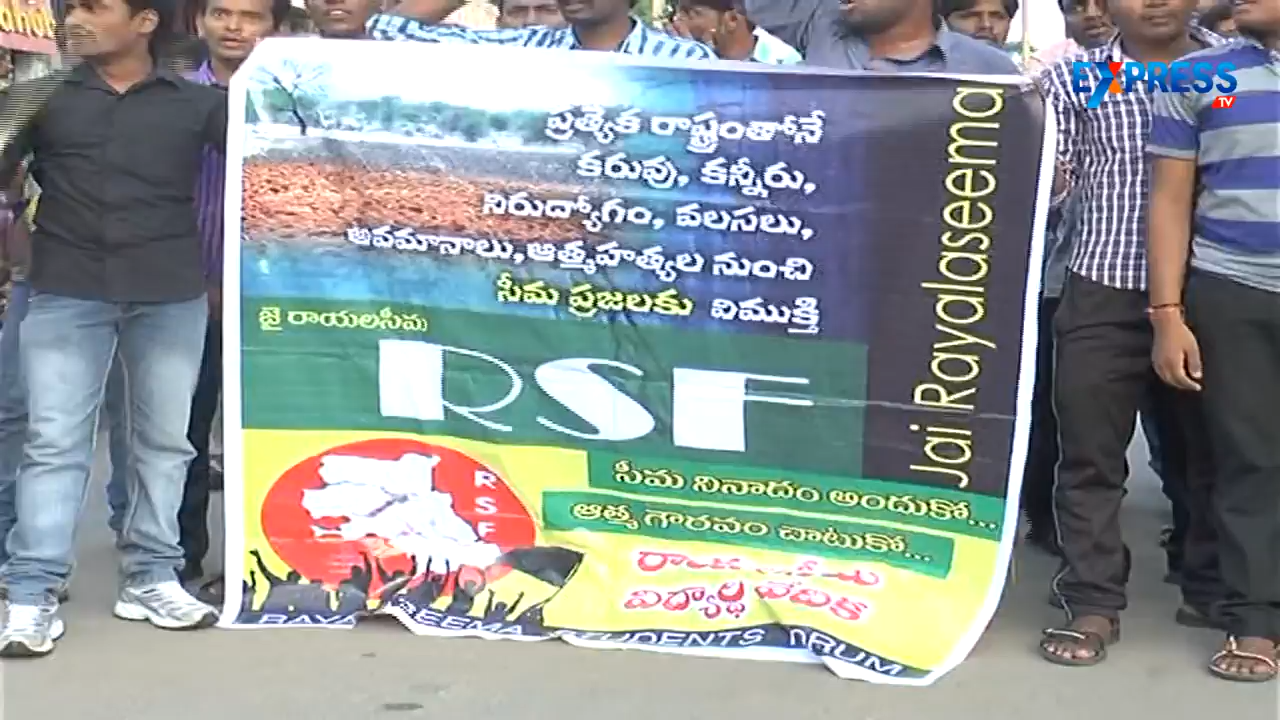 EXPRESS
TV
ప్రత్యేక రాష్ట్రంతోనే
కరువు, కన్నీరు,
నిరుద్యోగం, వలసలు,
అవమానాలు,ఆత్మహత్యల నుంచి
సీమ ప్రజలకు విముక్తి
జై రాయలసీమ
RSF
Jai Rayalaseema
RSF
సీమ నినాదం అందుకో...
ఆత్మ గౌరవం చాటుకో...
విద్యార్థి వేదిక
STUDENTS